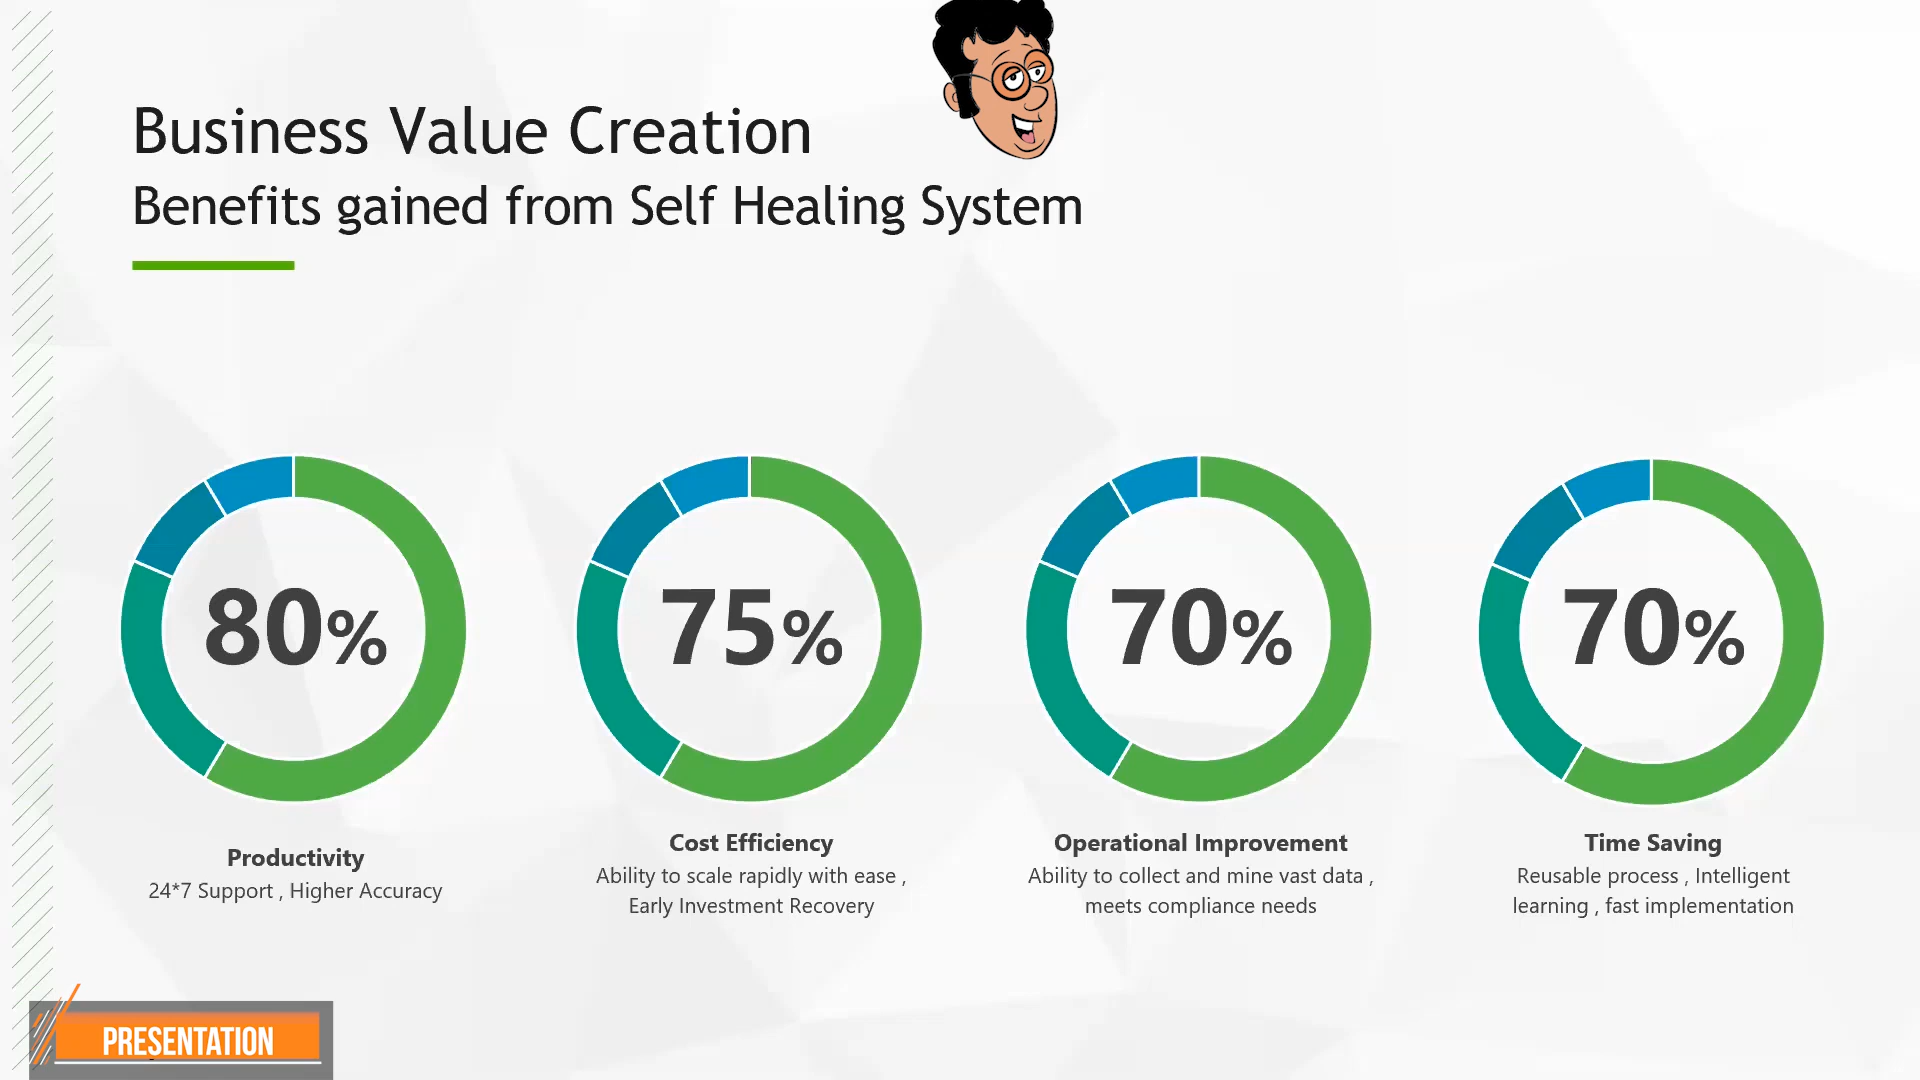 Business Value Creation
Benefits gained from Self Healing System
80%
75%
70%
70%
Productivity
24*7 Support , Higher Accuracy
Cost Efficiency
Ability to scale rapidly with ease ,
Early Investment Recovery
Operational Improvement
Ability to collect and mine vast data ,
meets compliance needs
Time Saving
Reusable process , Intelligent
learning , fast implementation
PRESENTATION